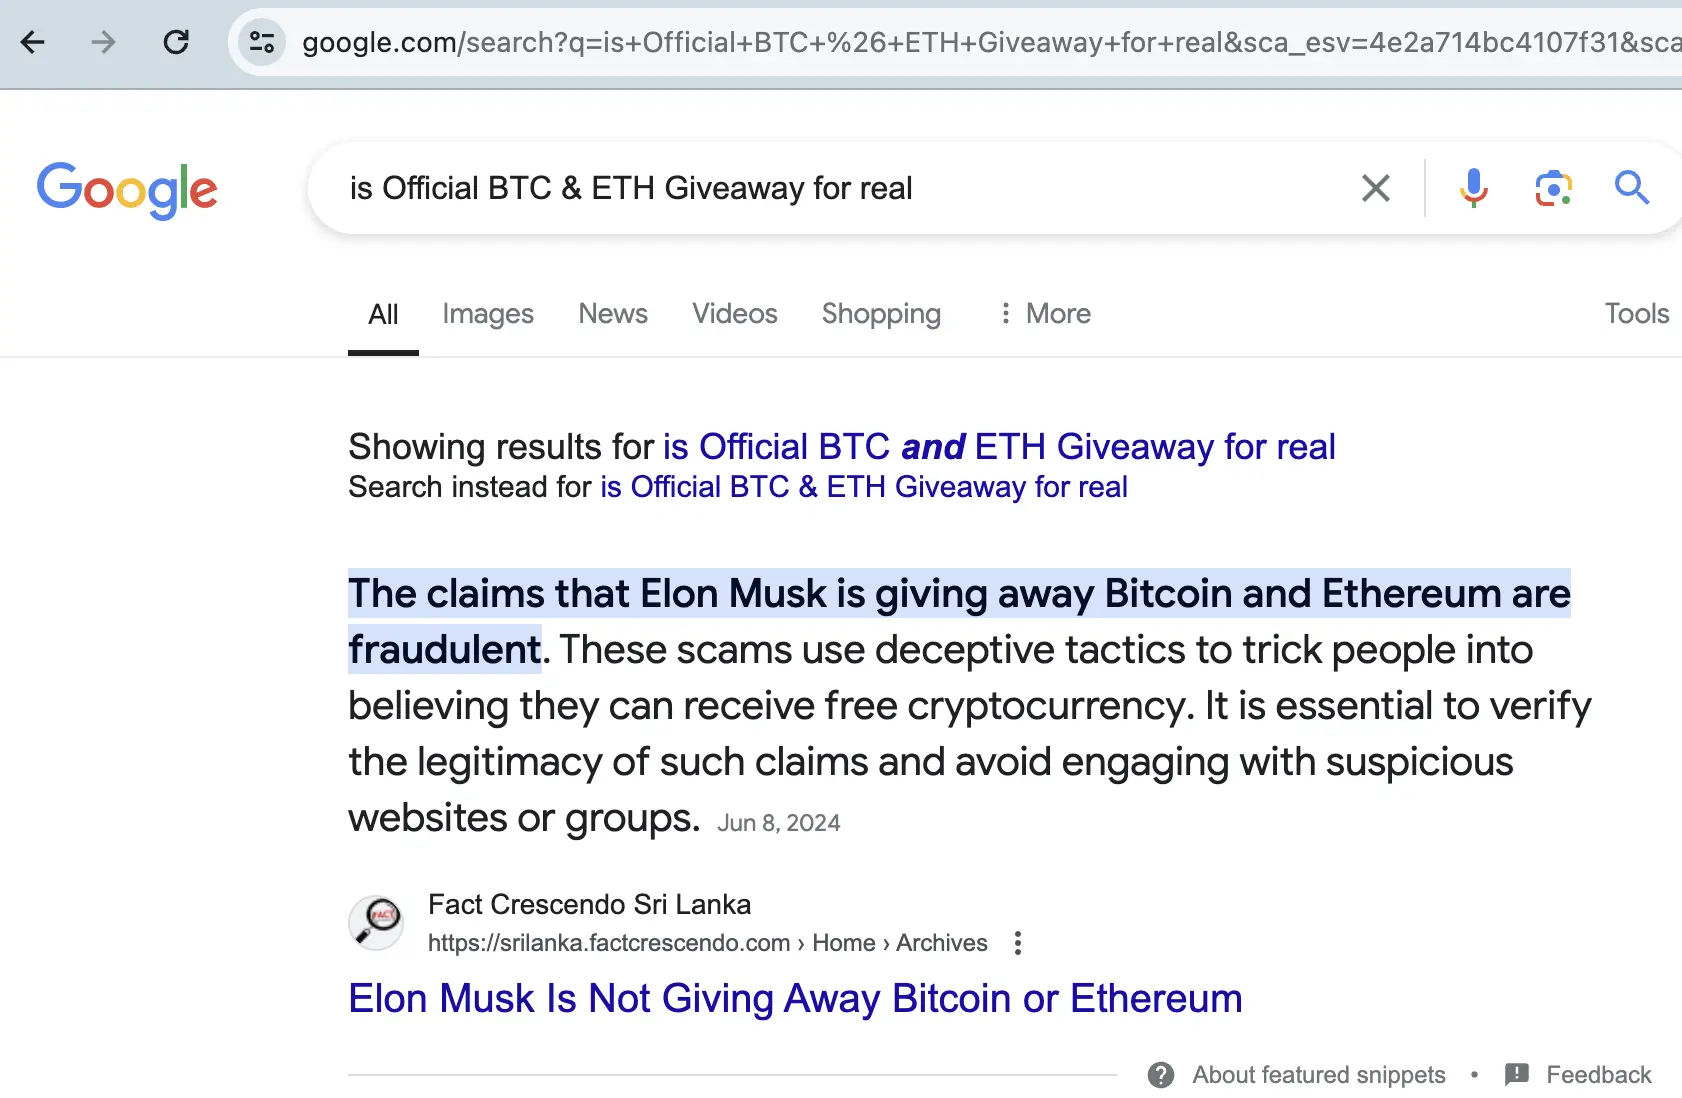 google.com/search?q=is+Official+BTC+%26+ETH+Giveaway+for+real&sca_esv=4e2a714bc4107f31&sca
Google
is Official BTC & ETH Giveaway for real
All Images News Videos Shopping More Tools
Showing results for is Official BTC and ETH Giveaway for real
Search instead for is Official BTC & ETH Giveaway for real
The claims that Elon Musk is giving away Bitcoin and Ethereum are
fraudulent. These scams use deceptive tactics to trick people into
believing they can receive free cryptocurrency. It is essential to verify
the legitimacy of such claims and avoid engaging with suspicious
websites or groups. Jun 8, 2024
FACT
Fact Crescendo Sri Lanka
https://srilanka.factcrescendo.com › Home › Archives
Elon Musk Is Not Giving Away Bitcoin or Ethereum
About featured snippets • Feedback